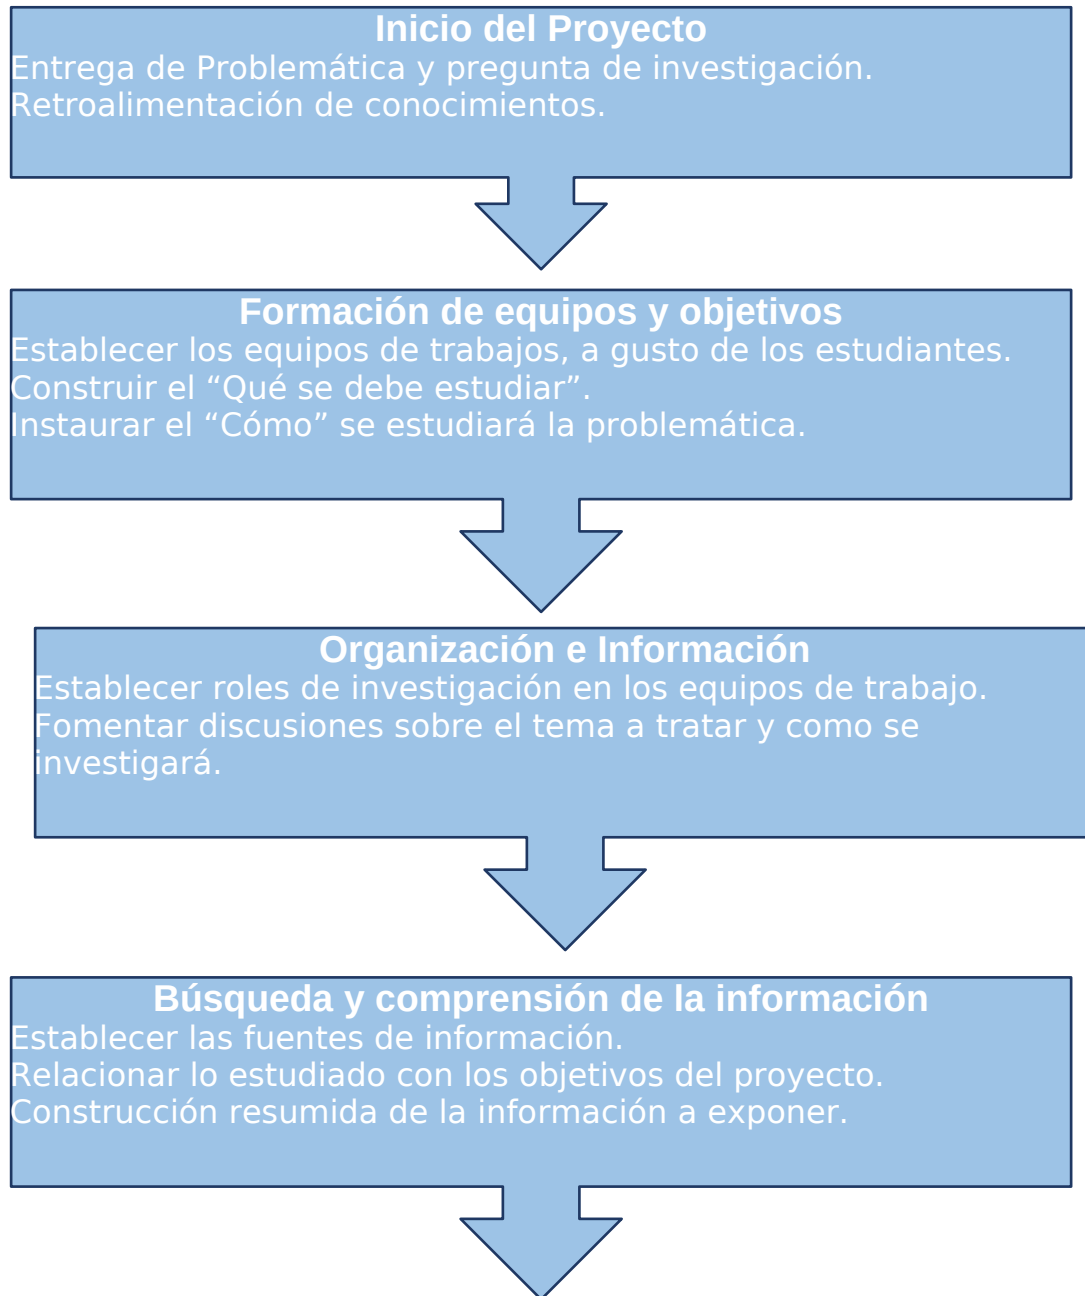 Inicio del Proyecto
Entrega de Problemática y pregunta de investigación.
Retroalimentación de conocimientos.
Formación de equipos y objetivos
Establecer los equipos de trabajos, a gusto de los estudiantes.
Construir el “Qué se debe estudiar”.
Instaurar el “Cómo” se estudiará la problemática.
Organización e Información
Establecer roles de investigación en los equipos de trabajo.
Fomentar discusiones sobre el tema a tratar y como se
investigará.
Búsqueda y comprensión de la información
Establecer las fuentes de información.
Relacionar lo estudiado con los objetivos del proyecto.
Construcción resumida de la información a exponer.